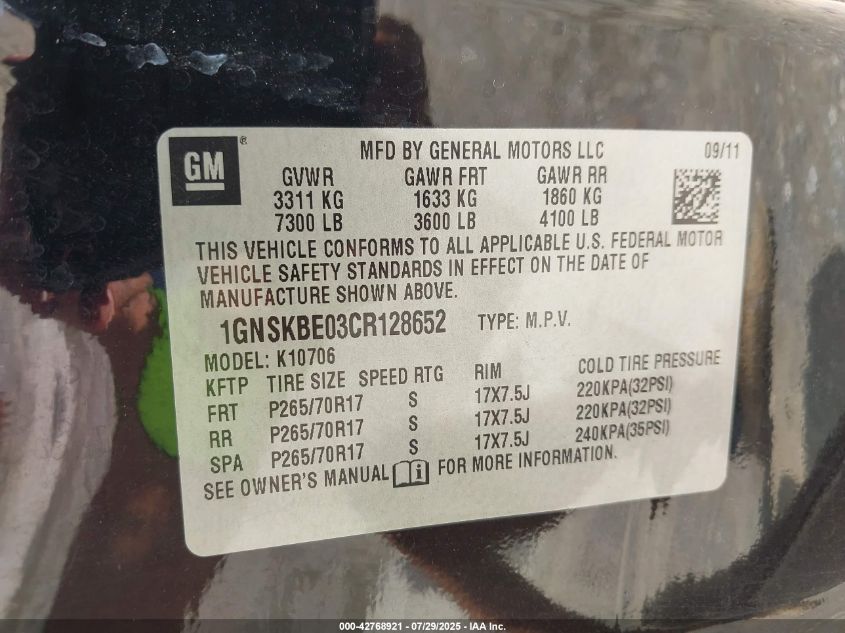 GM ® MFD BY GENERAL MOTORS LLC 09/11
GVWR GAWR FRT GAWR RR
3311 KG 1633 KG 1860 KG
7300 LB 3600 LB 4100 LB
THIS VEHICLE CONFORMS TO ALL APPLICABLE U.S. FEDERAL MOTOR
VEHICLE SAFETY STANDARDS IN EFFECT ON THE DATE OF
MANUFACTURE SHOWN ABOVE.
1GNSKBE03CR128652 TYPE: M.P.V.
MODEL: K10706
KFTP TIRE SIZE SPEED RTG RIM COLD TIRE PRESSURE
FRT P265/70R17 S 17X7.5J 220KPA(32PSI)
RR P265/70R17 S 17X7.5J 220KPA(32PSI)
SPA P265/70R17 S 17X7.5J 240KPA(35PSI)
SEE OWNER'S MANUAL i FOR MORE INFORMATION.
000-42768921 - 07/29/2025 - IAA Inc.